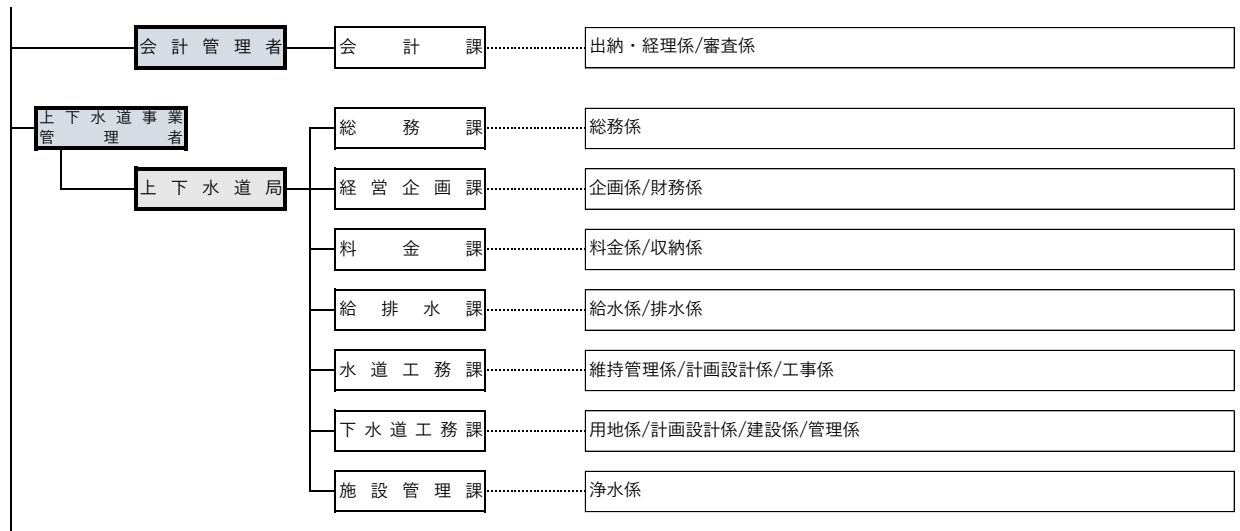 会計管理者 会計課 出納・経理係/審査係
上下水道事業
管理者
総務課 総務係
上下水道局 経営企画課 企画係/財務係
料金課 料金係/収納係
給排水課 給水係/排水係
水道工務課 維持管理係/計画設計係/工事係
下水道工務課 用地係/計画設計係/建設係/管理係
施設管理課 浄水係